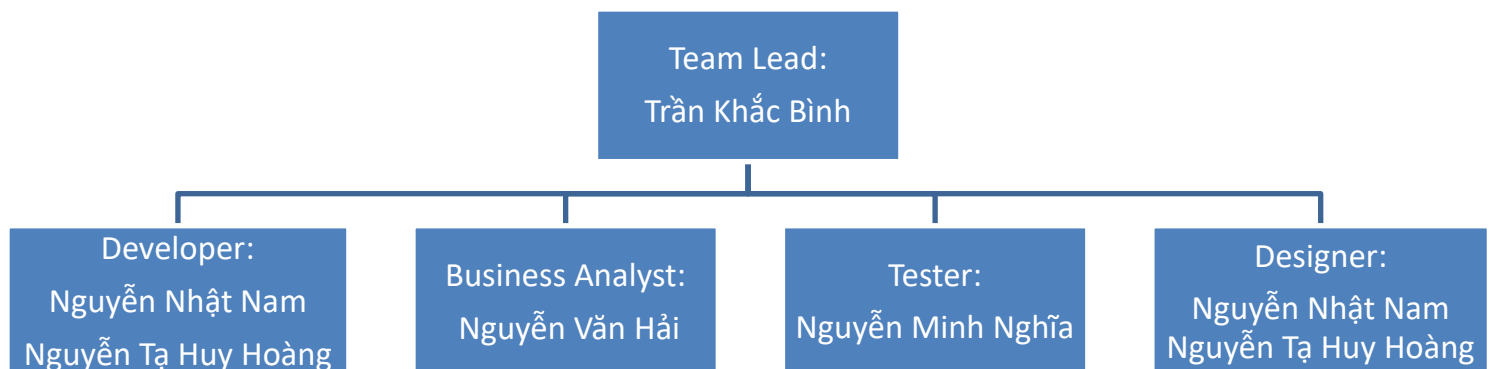 Team Lead:
Trần Khắc Bình
Developer:
Nguyễn Nhật Nam
Nguyễn Tạ Huy Hoàng
Business Analyst:
Nguyễn Văn Hải
Tester:
Nguyễn Minh Nghĩa
Designer:
Nguyễn Nhật Nam
Nguyễn Tạ Huy Hoàng